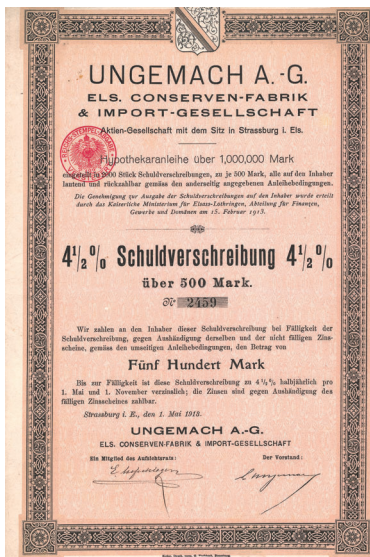 UNGEMACH A.-G.
ELS. CONSERVEN-FABRIK
& IMPORT-GESELLSCHAFT
Aktien-Gesellschaft mit dem Sitz in Strassburg i. Els.
Hypothekaranleihe über 1,000,000 Mark
eingeteilt in 2000 Stück Schuldverschreibungen, zu je 500 Mark, alle auf den Inhaber
lautend und rückzahlbar gemäss den anderseitig angegebenen Anleihebedingungen.
Die Genehmigung zur Ausgabe der Schuldverschreibungen auf den Inhaber wurde erteilt
durch das Kaiserliche Ministerium für Elsass-Lothringen, Abteilung für Finanzen,
Gewerbe und Domänen am 15. Februar 1913.
4½% Schuldverschreibung 4½%
über 500 Mark.
No 2459
Wir zahlen an den Inhaber dieser Schuldverschreibung bei Fälligkeit der
Schuldverschreibung, gegen Aushändigung derselben und der nicht fälligen Zins-
scheine, gemäss den umseitigen Anleihebedingungen, den Betrag von
Fünf Hundert Mark
Bis zur Fälligkeit ist diese Schuldverschreibung zu 4½% halbjährlich pro
1. Mai und 1. November verzinslich; die Zinsen sind gegen Aushändigung des
fälligen Zinsscheines zahlbar.
Strassburg i. E., den 1. Mai 1913.
UNGEMACH A.-G.
ELS. CONSERVEN-FABRIK & IMPORT-GESELLSCHAFT
Ein Mitglied des Aufsichtsrats:
Der Vorstand: